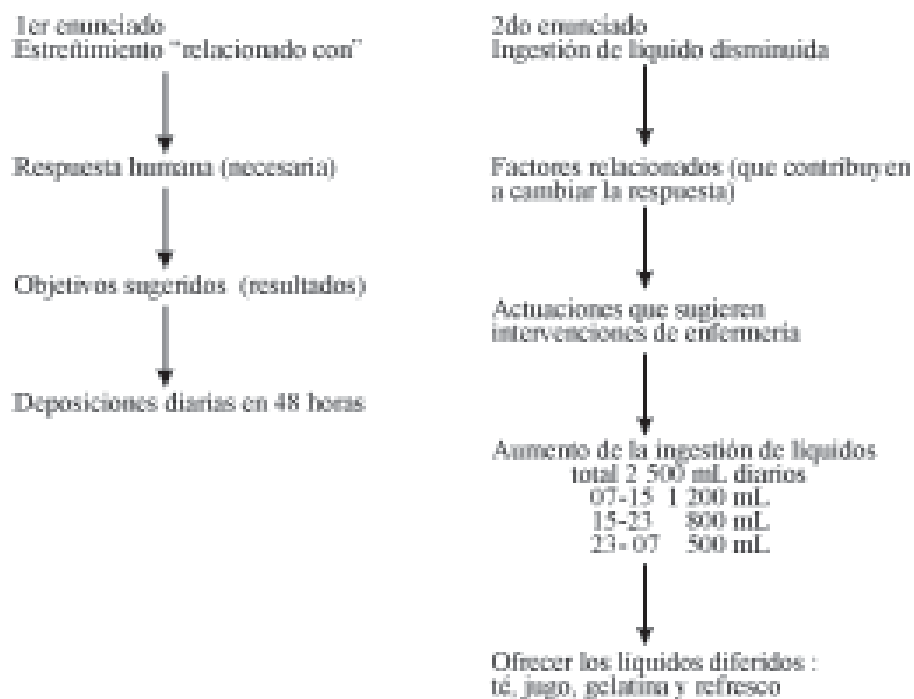 1er enunciado
Estreñimiento “relacionado con”
Respuesta humana (necesaria)
Objetivos sugeridos (resultados)
Deposiciones diarias en 48 horas
2do enunciado
Ingestión de líquido disminuida
Factores relacionados (que contribuyen
a cambiar la respuesta)
Actuaciones que sugieren
intervenciones de enfermería
Aumento de la ingestión de líquidos
total 2 500 mL diarios
07-15 1 200 mL
15-23 800 mL
23- 07 500 mL
Ofrecer los líquidos diferidos :
té, jugo, gelatina y refresco